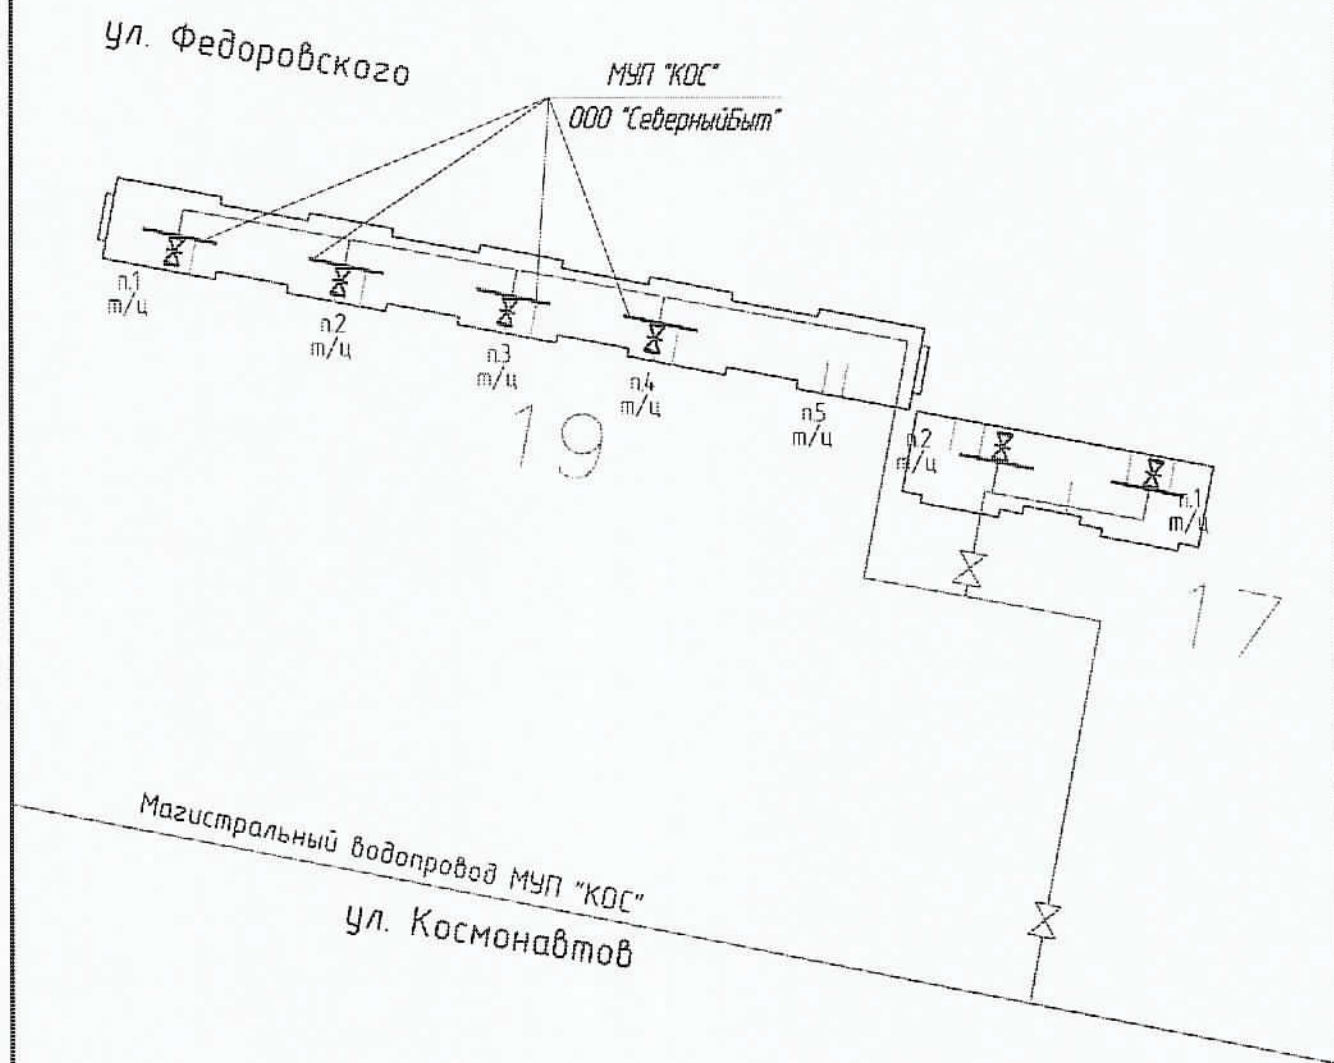 ул. Федоровского
МУП "КОС"
ООО "СеверныйБыт"
п.1
т/ц
п.2
т/ц
п.3
т/ц
п.4
т/ц
п.5
т/ц
19
п.2
т/ц
п.1
т/ц
17
Магистральный водопровод МУП "КОС"
ул. Космонавтов